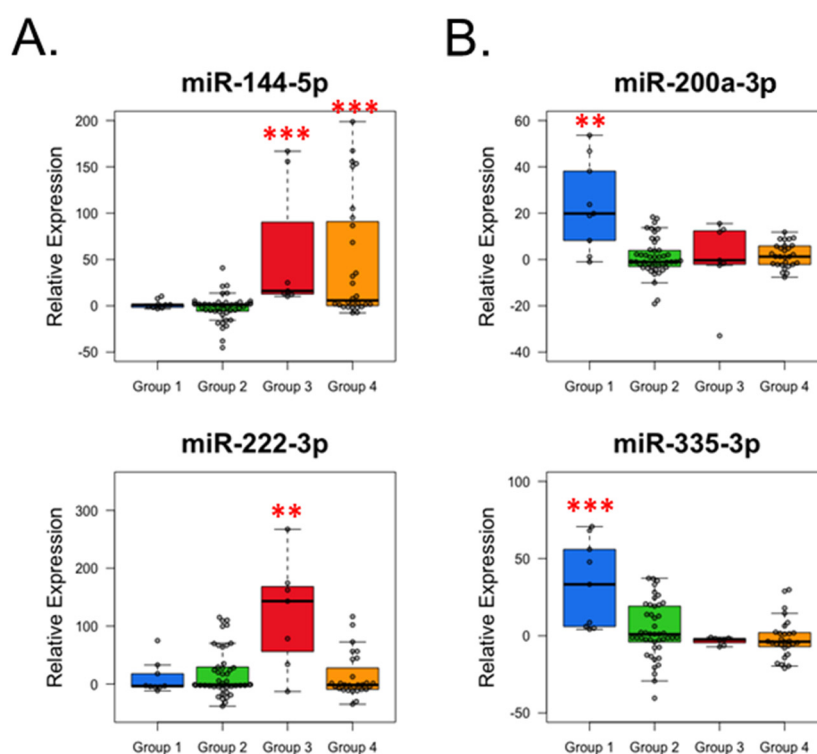 A.
B.
miR-144-5p
Relative Expression
200
150
100
50
0
-50
***
***
Group 1 Group 2 Group 3 Group 4
miR-200a-3p
Relative Expression
60
40
20
0
-20
-40
**
Group 1 Group 2 Group 3 Group 4
miR-222-3p
Relative Expression
300
200
100
0
**
Group 1 Group 2 Group 3 Group 4
miR-335-3p
Relative Expression
100
50
0
-50
***
Group 1 Group 2 Group 3 Group 4